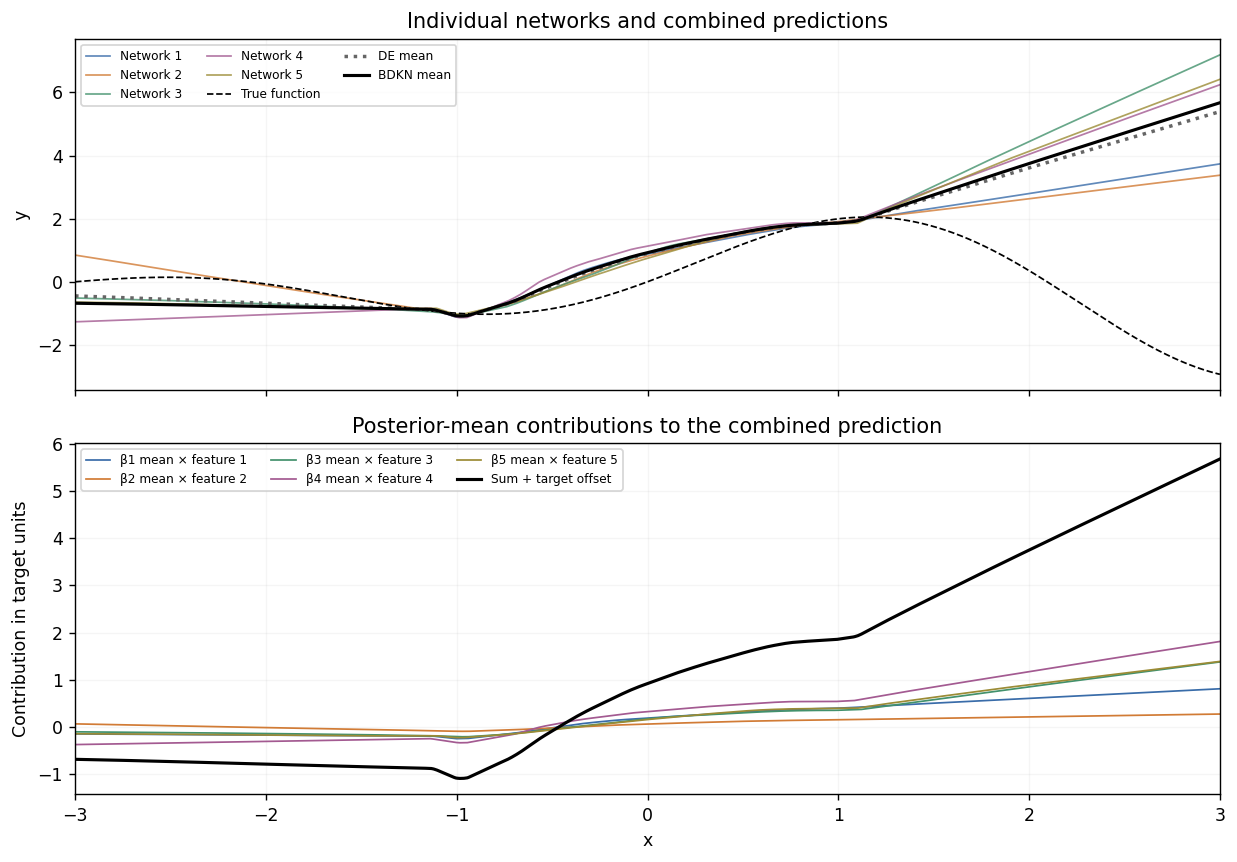 Individual networks and combined predictions
Network 1
Network 2
Network 3
Network 4
Network 5
True function
DE mean
BDKN mean
6
4
2
0
−2
y
Posterior-mean contributions to the combined prediction
β1 mean × feature 1
β2 mean × feature 2
β3 mean × feature 3
β4 mean × feature 4
β5 mean × feature 5
Sum + target offset
6
5
4
3
2
1
0
−1
Contribution in target units
−3 −2 −1 0 1 2 3
x